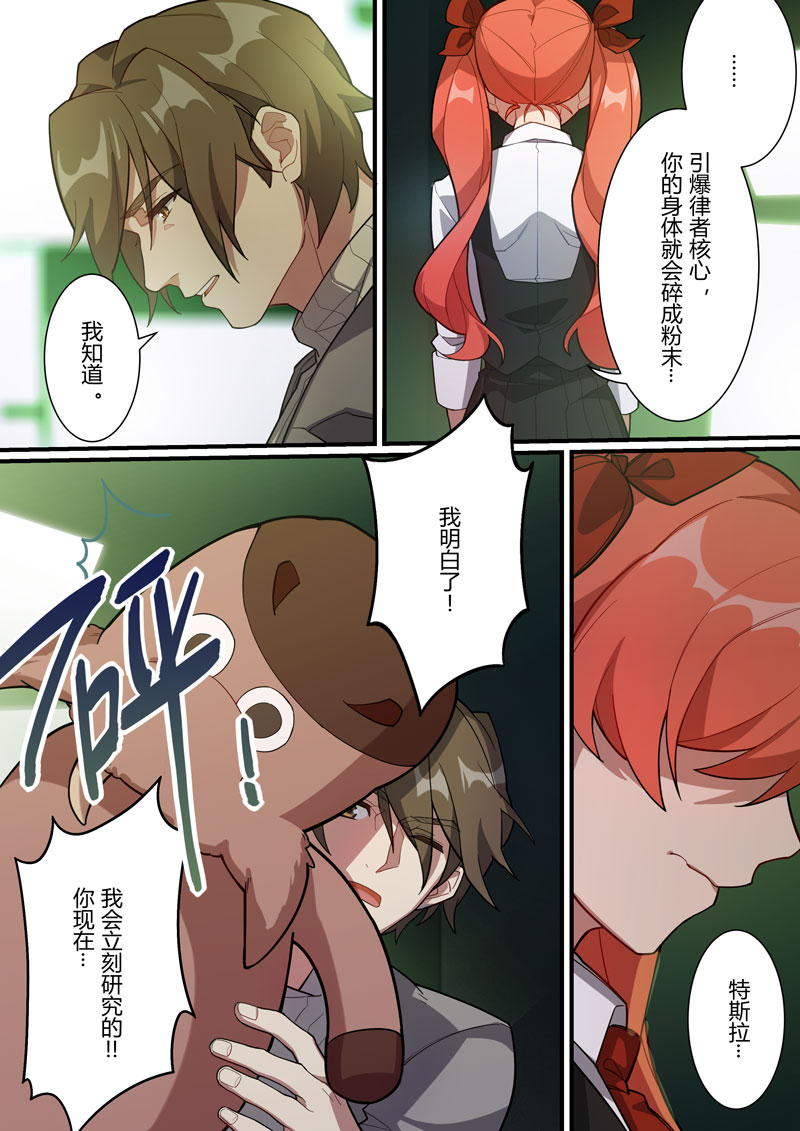 ……
引爆律者核心，
你的身体就会碎成粉末…
我知道。
特斯拉…
我明白了！
砰！
我会立刻研究的!!
你现在…